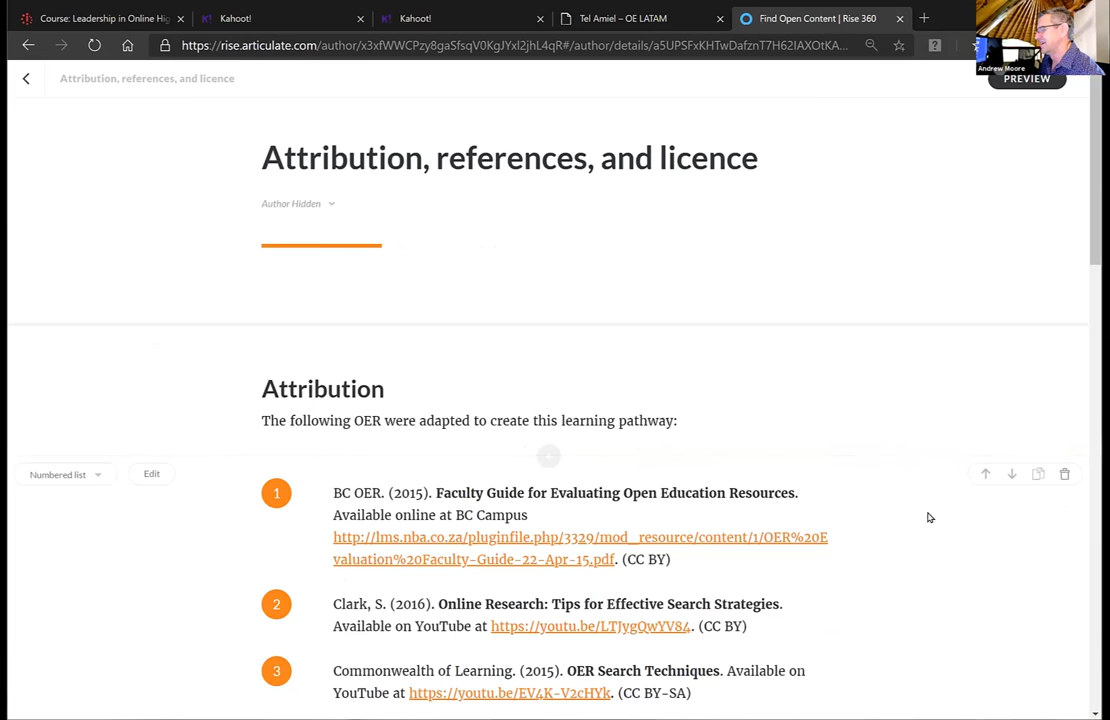 Course: Leadership in Online Hig
Kahoot!
Kahoot!
Tel Amiel – OE LATAM
Find Open Content | Rise 360
https://rise.articulate.com/author/x3xfWWCPzy8gaSfsqV0KgJYxl2jhL4qR#/author/details/a5UPSFxKHTwDafznT7H62IAXOtKA...
Andrew Moore
Attribution, references, and licence
PREVIEW
Attribution, references, and licence
Author Hidden
Attribution
The following OER were adapted to create this learning pathway:
Numbered list
Edit
1
BC OER. (2015). Faculty Guide for Evaluating Open Education Resources.
Available online at BC Campus
http://lms.nba.co.za/pluginfile.php/3329/mod_resource/content/1/OER%20E
valuation%20Faculty-Guide-22-Apr-15.pdf. (CC BY)
2
Clark, S. (2016). Online Research: Tips for Effective Search Strategies.
Available on YouTube at https://youtu.be/LTJygQwYV84. (CC BY)
3
Commonwealth of Learning. (2015). OER Search Techniques. Available on
YouTube at https://youtu.be/EV4K-V2cHYk. (CC BY-SA)